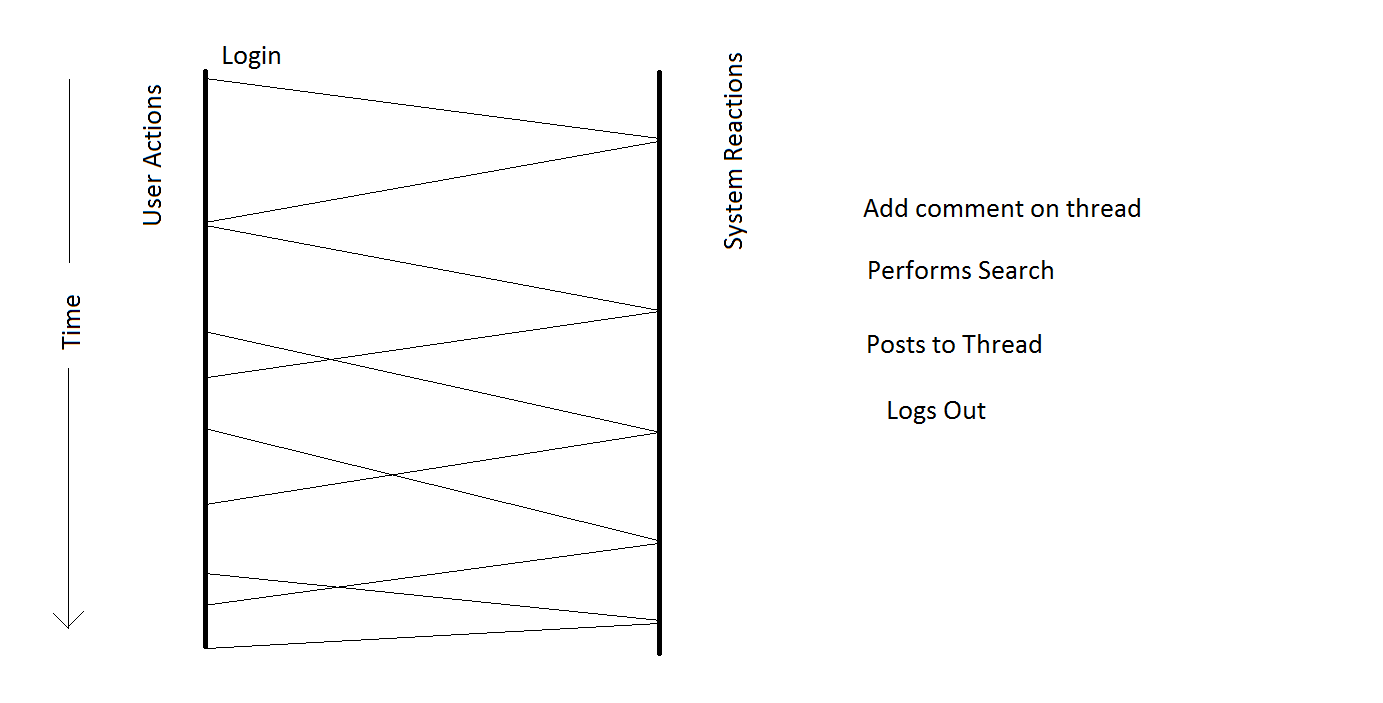 Login
User Actions
System Reactions
Time
Add comment on thread
Performs Search
Posts to Thread
Logs Out